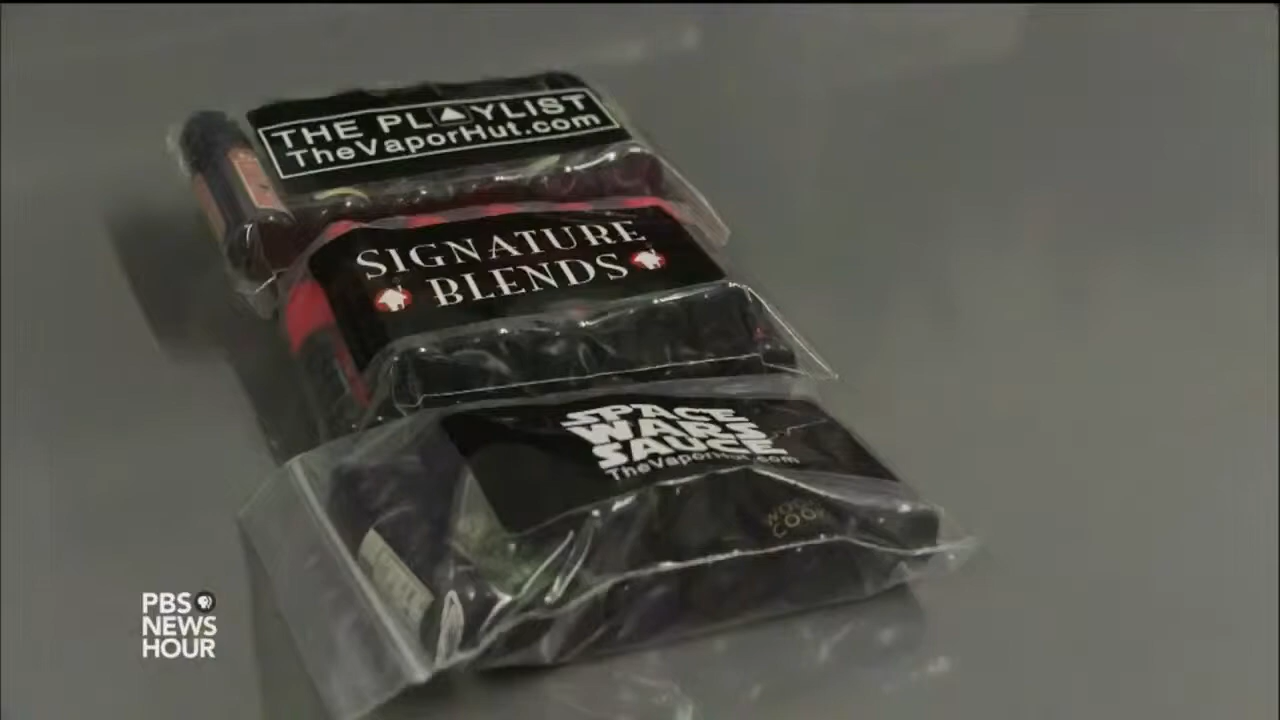 THE PLAYLIST
TheVaporHut.com
SIGNATURE
BLENDS
SPACE
WARS
SAUCE
TheVaporHut.com
PBS
NEWS
HOUR